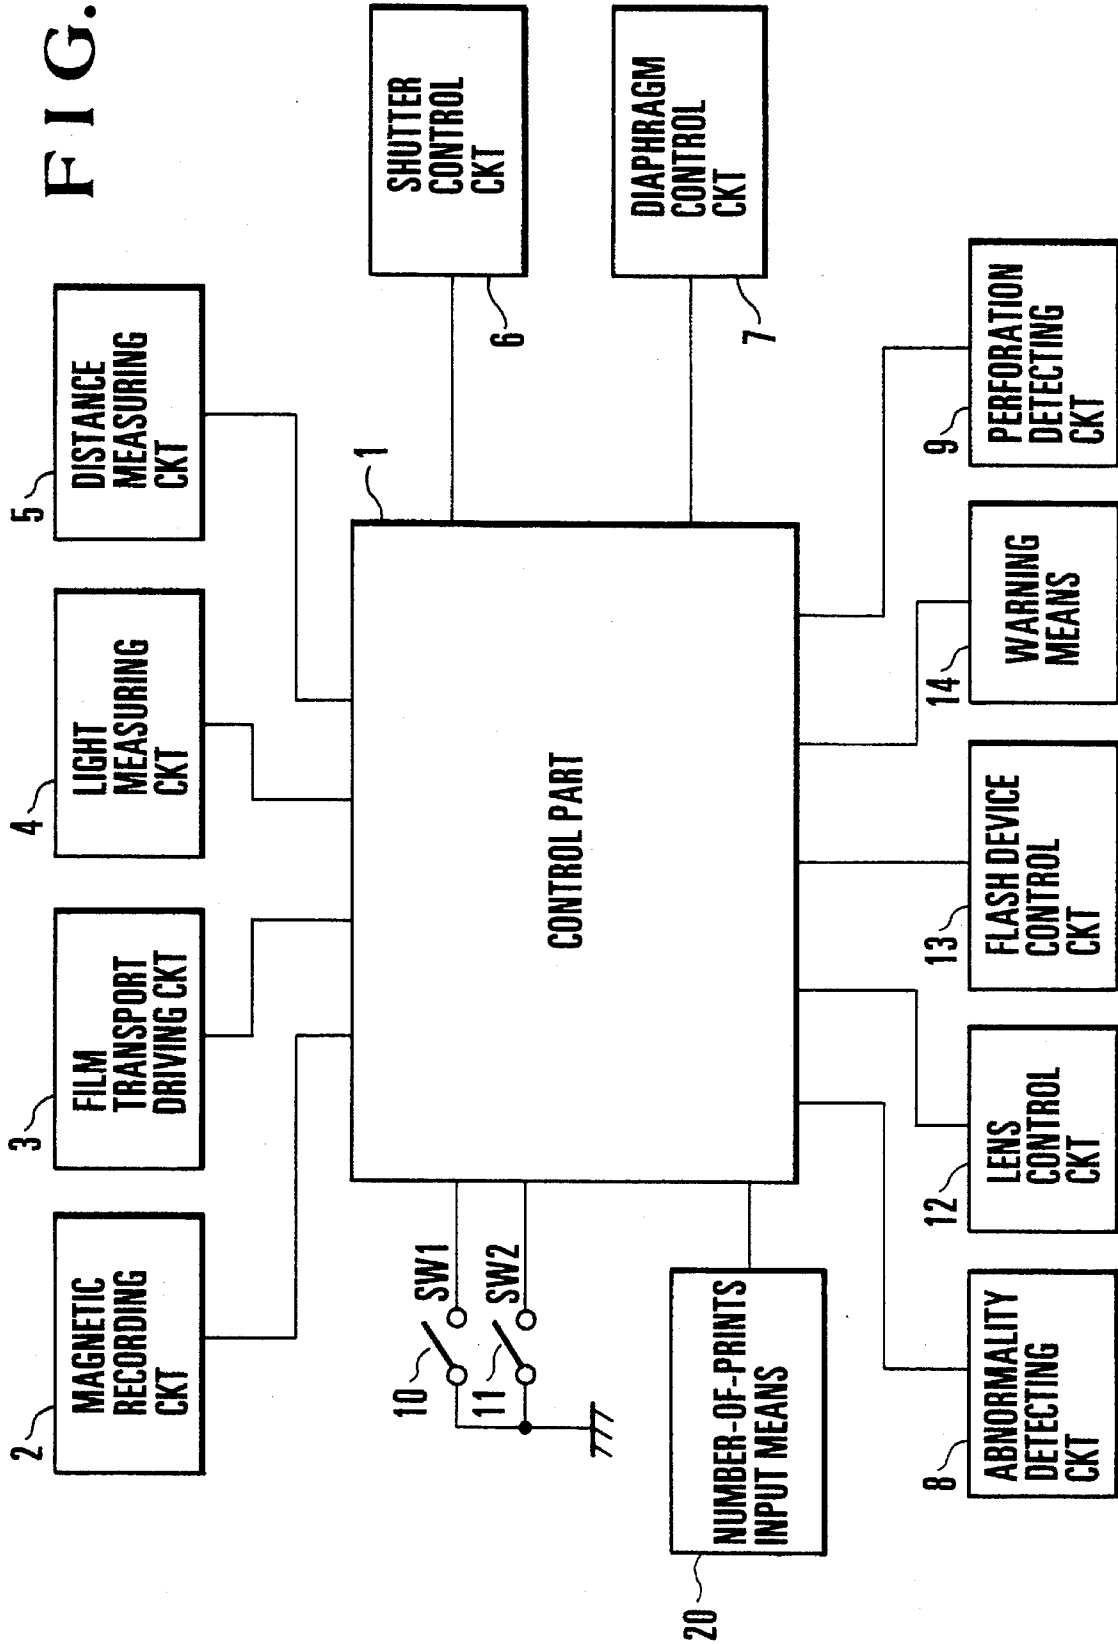 FIG.
2
MAGNETIC
RECORDING
CKT
3
FILM
TRANSPORT
DRIVING CKT
4
LIGHT
MEASURING
CKT
5
DISTANCE
MEASURING
CKT
1
CONTROL PART
10
SW1
11
SW2
20
NUMBER-OF-PRINTS
INPUT MEANS
6
SHUTTER
CONTROL
CKT
7
DIAPHRAGM
CONTROL
CKT
8
ABNORMALITY
DETECTING
CKT
12
LENS
CONTROL
CKT
13
FLASH DEVICE
CONTROL
CKT
14
WARNING
MEANS
9
PERFORATION
DETECTING
CKT